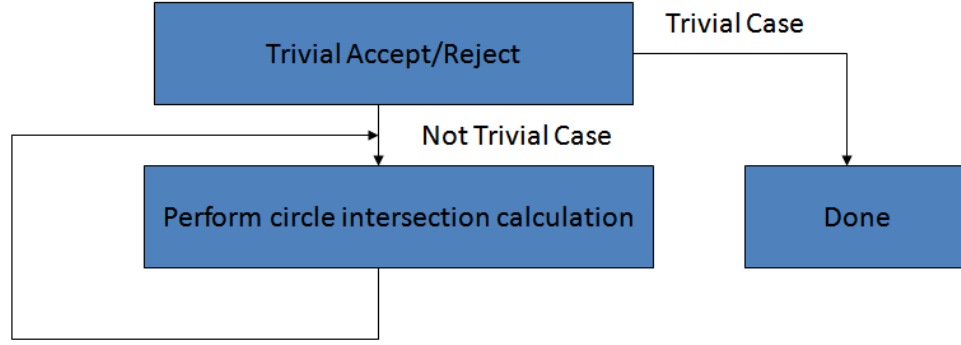 Trivial Case
Trivial Accept/Reject
Not Trivial Case
Perform circle intersection calculation
Done